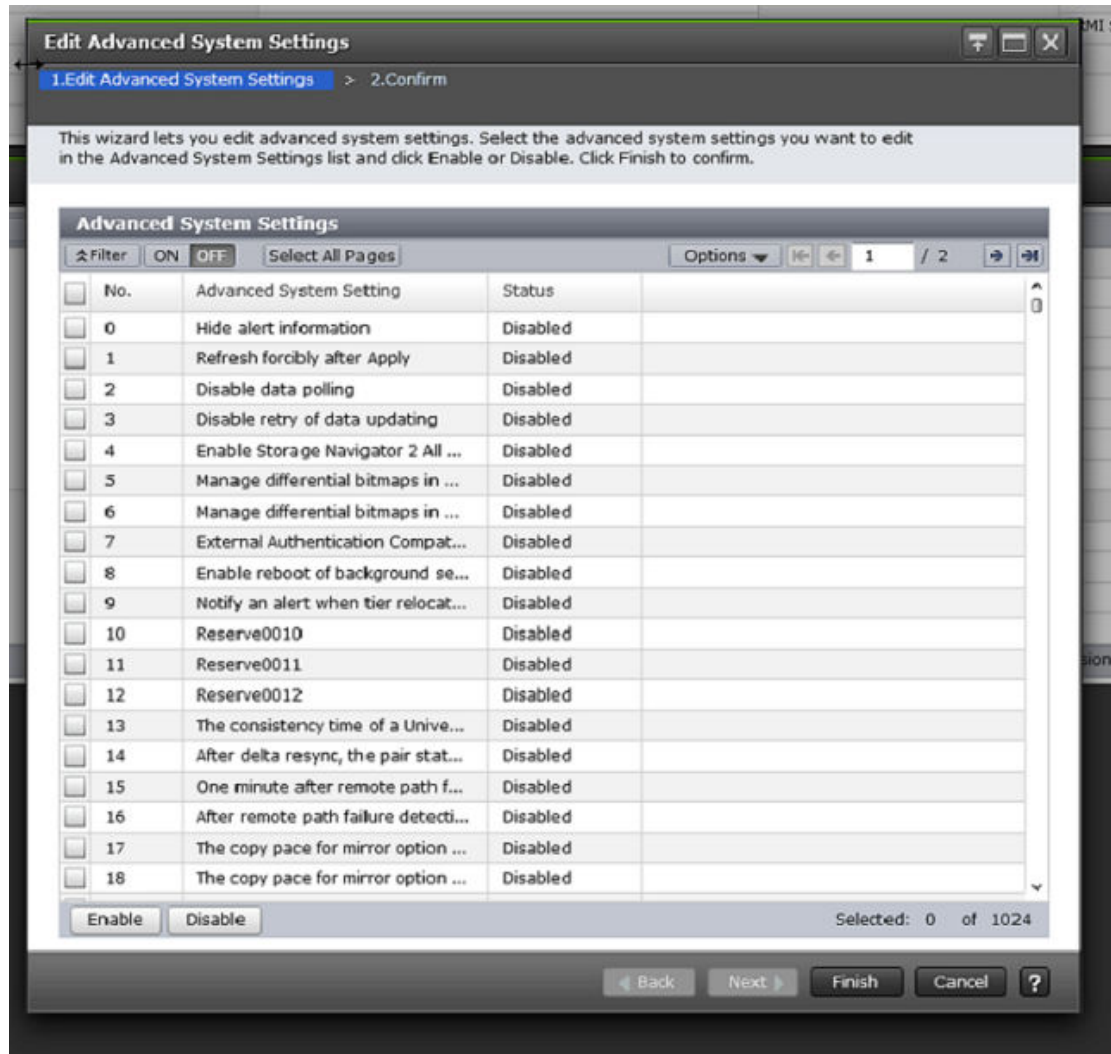 RMI
Edit Advanced System Settings
1.Edit Advanced System Settings > 2.Confirm
This wizard lets you edit advanced system settings. Select the advanced system settings you want to edit
in the Advanced System Settings list and click Enable or Disable. Click Finish to confirm.
Advanced System Settings
Filter ON OFF Select All Pages Options 1 / 2
No. Advanced System Setting Status
0 Hide alert information Disabled
1 Refresh forcibly after Apply Disabled
2 Disable data polling Disabled
3 Disable retry of data updating Disabled
4 Enable Storage Navigator 2 All ... Disabled
5 Manage differential bitmaps in ... Disabled
6 Manage differential bitmaps in ... Disabled
7 External Authentication Compat... Disabled
8 Enable reboot of background se... Disabled
9 Notify an alert when tier relocat... Disabled
10 Reserve0010 Disabled
11 Reserve0011 Disabled
12 Reserve0012 Disabled
13 The consistency time of a Unive... Disabled
14 After delta resync, the pair stat... Disabled
15 One minute after remote path f... Disabled
16 After remote path failure detecti... Disabled
17 The copy pace for mirror option ... Disabled
18 The copy pace for mirror option ... Disabled
Enable Disable Selected: 0 of 1024
Back Next Finish Cancel ?